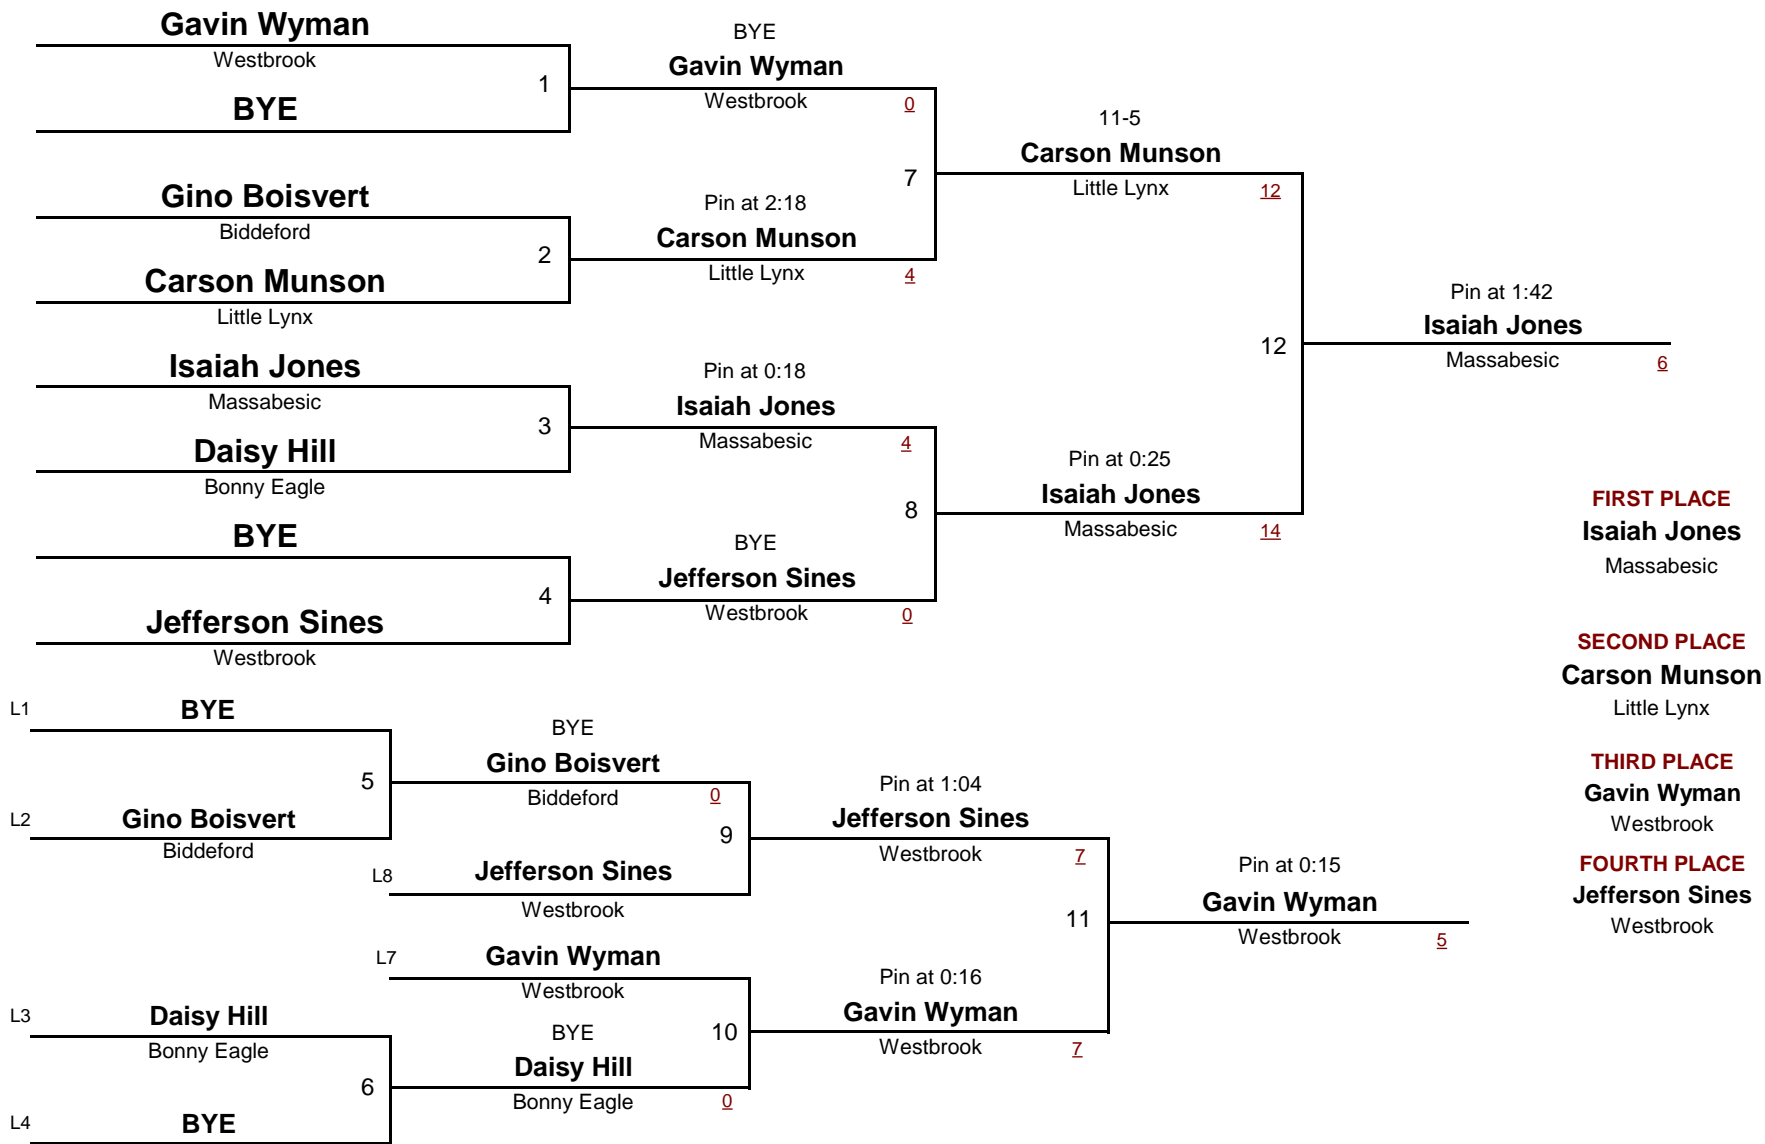 Gavin Wyman
Westbrook
1
BYE
Gino Boisvert
Biddeford
2
Carson Munson
Little Lynx
Isaiah Jones
Massabesic
3
Daisy Hill
Bonny Eagle
BYE
4
Jefferson Sines
Westbrook
BYE
Gavin Wyman
Westbrook
0
7
Pin at 2:18
Carson Munson
Little Lynx
4
Pin at 0:18
Isaiah Jones
Massabesic
4
8
BYE
Jefferson Sines
Westbrook
0
11-5
Carson Munson
Little Lynx
12
12
Pin at 0:25
Isaiah Jones
Massabesic
14
Pin at 1:42
Isaiah Jones
Massabesic
6
FIRST PLACE
Isaiah Jones
Massabesic
SECOND PLACE
Carson Munson
Little Lynx
THIRD PLACE
Gavin Wyman
Westbrook
FOURTH PLACE
Jefferson Sines
Westbrook
L1
BYE
5
L2
Gino Boisvert
Biddeford
BYE
Gino Boisvert
Biddeford
0
9
L8
Jefferson Sines
Westbrook
L7
Gavin Wyman
Westbrook
10
L3
Daisy Hill
Bonny Eagle
6
L4
BYE
BYE
Daisy Hill
Bonny Eagle
0
Pin at 1:04
Jefferson Sines
Westbrook
7
11
Pin at 0:16
Gavin Wyman
Westbrook
7
Pin at 0:15
Gavin Wyman
Westbrook
5